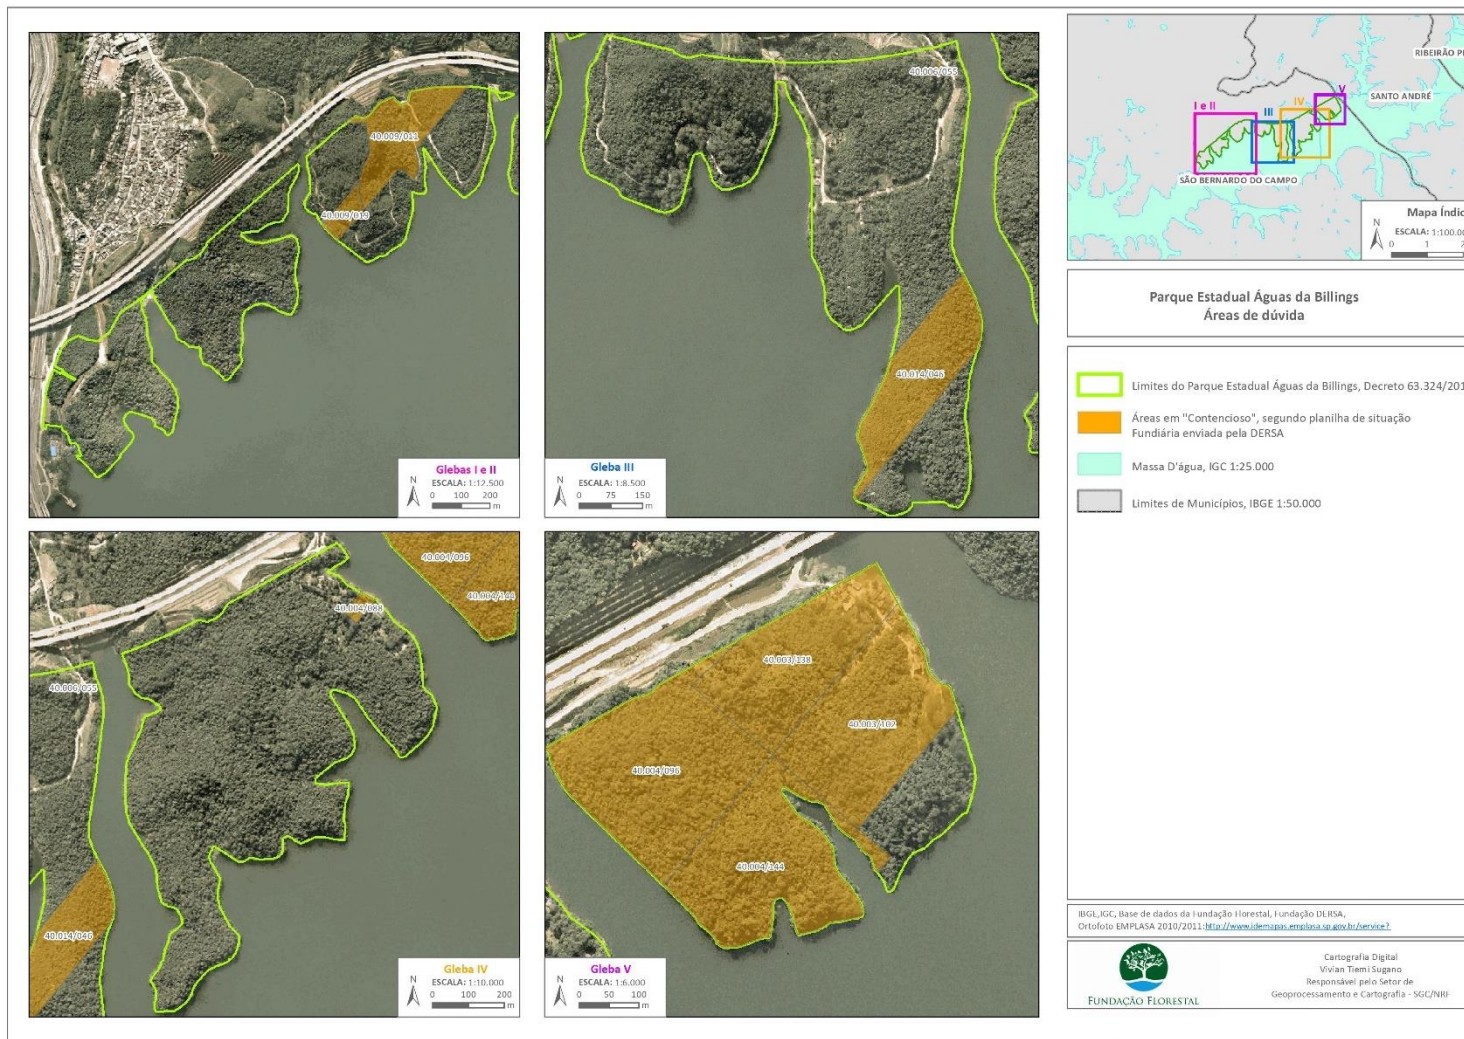 40.009/011
40.009/013
Glebas I e II
N
ESCALA: 1:12.500
0 100 200
m
40.006/055
40.014/046
Gleba III
N
ESCALA: 1:8.500
0 75 150
m
40.004/096
40.004/144
40.004/088
40.006/055
40.014/046
Gleba IV
N
ESCALA: 1:10.000
0 100 200
m
40.003/138
40.003/102
40.004/096
40.004/144
Gleba V
N
ESCALA: 1:6.000
0 50 100
m
RIBEIRÃO P
SANTO ANDRÉ
I e II
III
IV
V
SÃO BERNARDO DO CAMPO
Mapa Índic
N
ESCALA: 1:100.00
0 1 2
Parque Estadual Águas da Billings
Áreas de dúvida
Limites do Parque Estadual Águas da Billings, Decreto 63.324/201
Áreas em "Contencioso", segundo planilha de situação
Fundiária enviada pela DERSA
Massa D'água, IGC 1:25.000
Limites de Municípios, IBGE 1:50.000
IBGE,IGC, Base de dados da Fundação Florestal, Fundação DERSA,
Ortofoto EMPLASA 2010/2011:http://www.idemapas.emplasa.sp.gov.br/service?
FUNDAÇÃO FLORESTAL
Cartografia Digital
Vivian Tiemi Sugano
Responsável pelo Setor de
Geoprocessamento e Cartografia - SGC/NRF